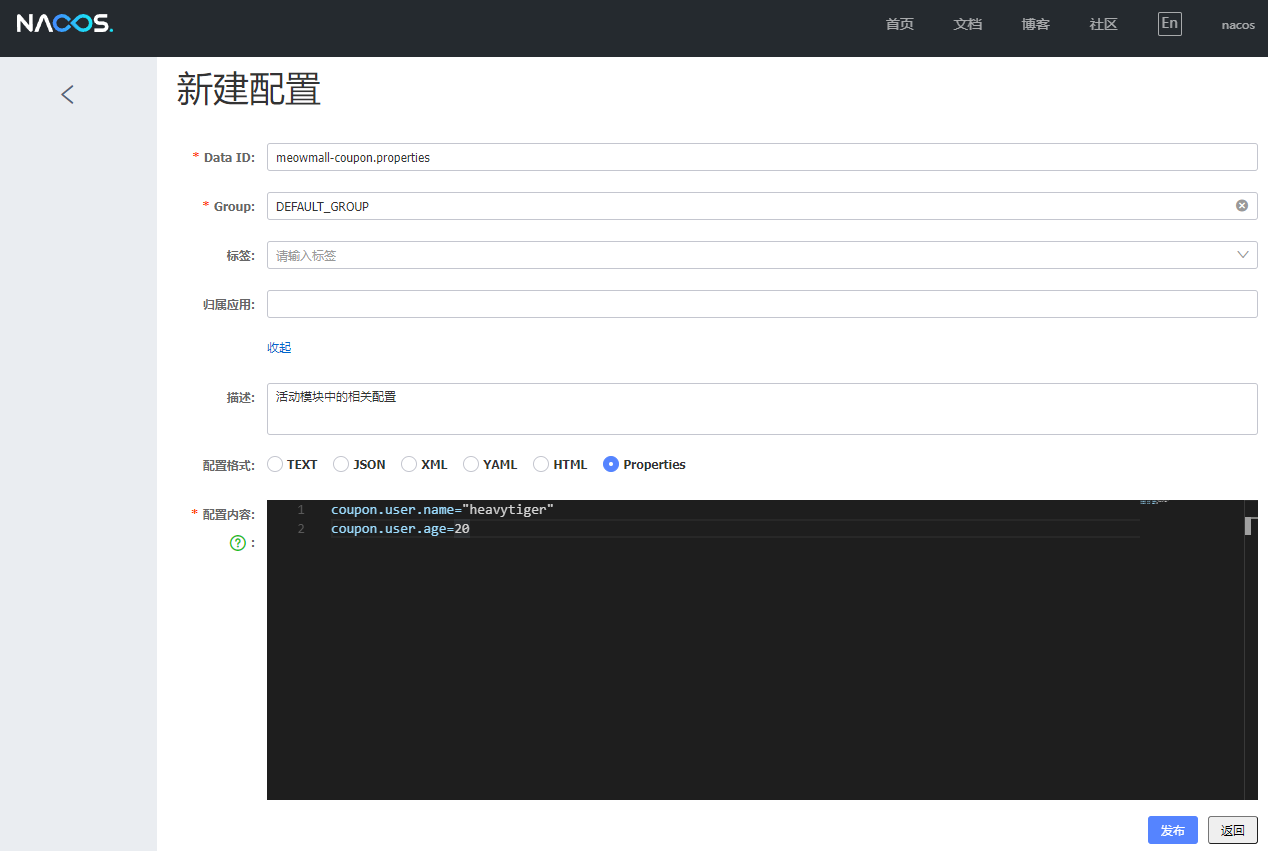 NACOS.
首页 文档 博客 社区 En nacos
新建配置
* Data ID: meowmall-coupon.properties
* Group: DEFAULT_GROUP
标签: 请输入标签
归属应用:
收起
描述: 活动模块中的相关配置
配置格式: TEXT JSON XML YAML HTML Properties
* 配置内容:
? :
1 coupon.user.name="heavytiger"
2 coupon.user.age=20
发布 返回